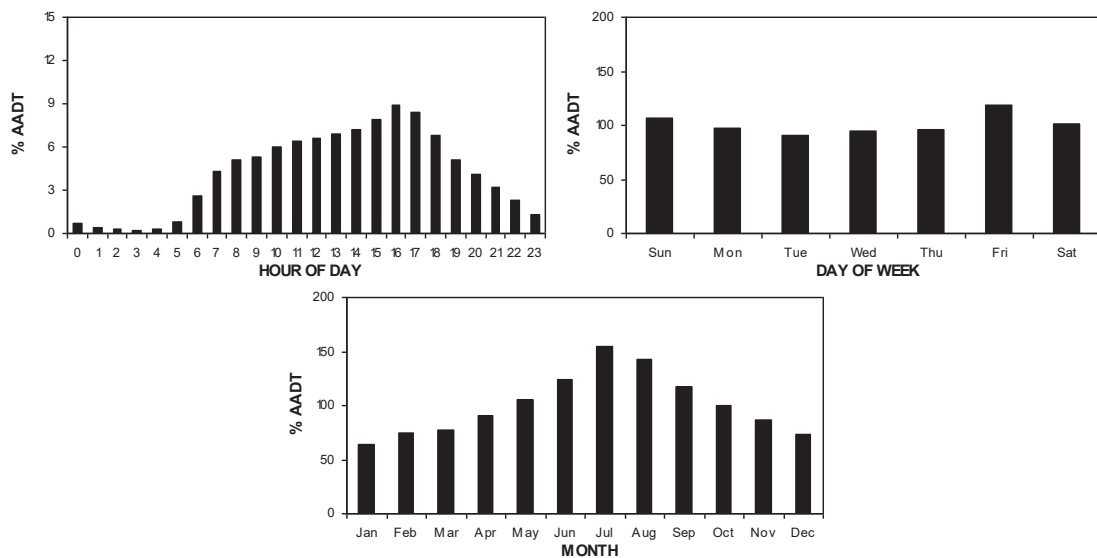 % AADT
15
12
9
6
3
0
0 1 2 3 4 5 6 7 8 9 10 11 12 13 14 15 16 17 18 19 20 21 22 23
HOUR OF DAY
% AADT
200
150
100
50
0
Sun Mon Tue Wed Thu Fri Sat
DAY OF WEEK
% AADT
200
150
100
50
0
Jan Feb Mar Apr May Jun Jul Aug Sep Oct Nov Dec
MONTH